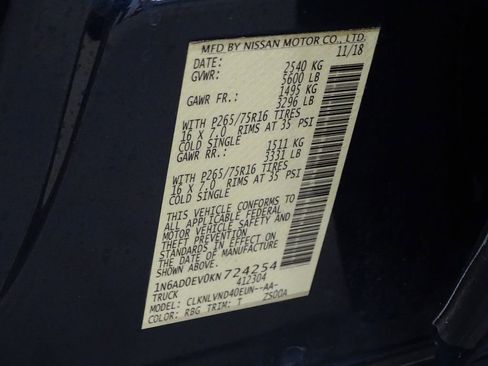 MFD BY NISSAN MOTOR CO., LTD.
DATE: 11/18
GVWR: 2540 KG
5600 LB
GAWR FR.: 1495 KG
3296 LB
WITH P265/75R16 TIRES
16 X 7.0 RIMS AT 35 PSI
COLD SINGLE
GAWR RR.: 1511 KG
3331 LB
WITH P265/75R16 TIRES
16 X 7.0 RIMS AT 35 PSI
COLD SINGLE
THIS VEHICLE CONFORMS TO
ALL APPLICABLE FEDERAL
MOTOR VEHICLE SAFETY AND
THEFT PREVENTION
STANDARDS IN EFFECT ON
THE DATE OF MANUFACTURE
SHOWN ABOVE.
1N6AD0EV0KN 724254
TRUCK 412304
MODEL: CLKNLVND40EUN--AA-
COLOR: RBG TRIM: T ZSOOA